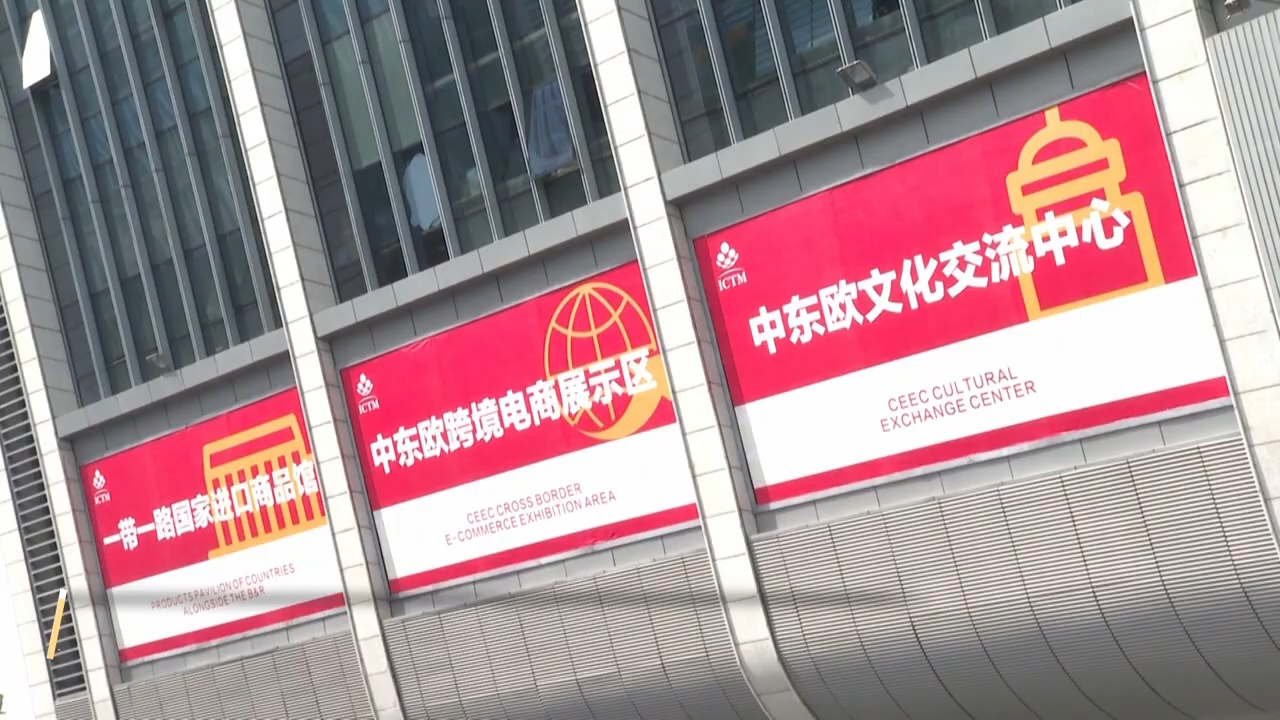 ICTM
一带一路国家进口商品馆
PRODUCTS PAVILION OF COUNTRIES
ALONGSIDE THE B&R
ICTM
中东欧跨境电商展示区
CEEC CROSS BORDER
E-COMMERCE EXHIBITION AREA
ICTM
中东欧文化交流中心
CEEC CULTURAL
EXCHANGE CENTER